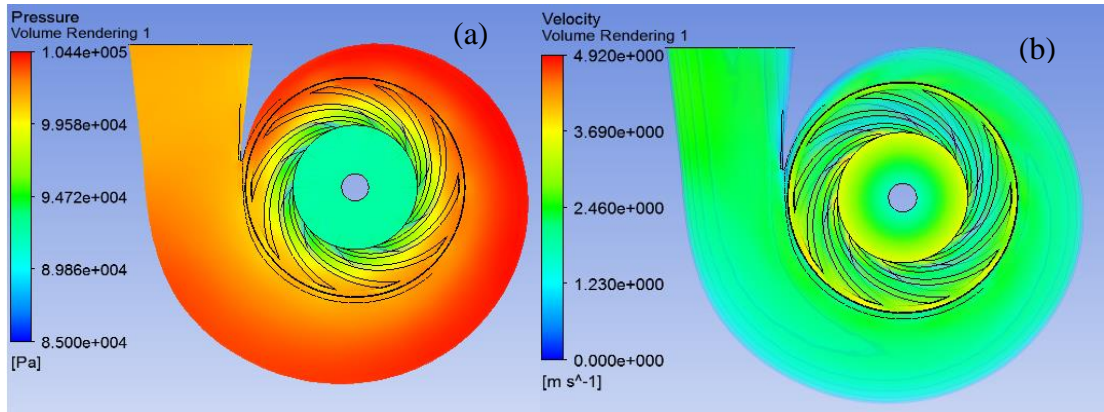 Pressure
Volume Rendering 1
(a)
1.044e+005
9.958e+004
9.472e+004
8.986e+004
8.500e+004
[Pa]
Velocity
Volume Rendering 1
(b)
4.920e+000
3.690e+000
2.460e+000
1.230e+000
0.000e+000
[m s^-1]